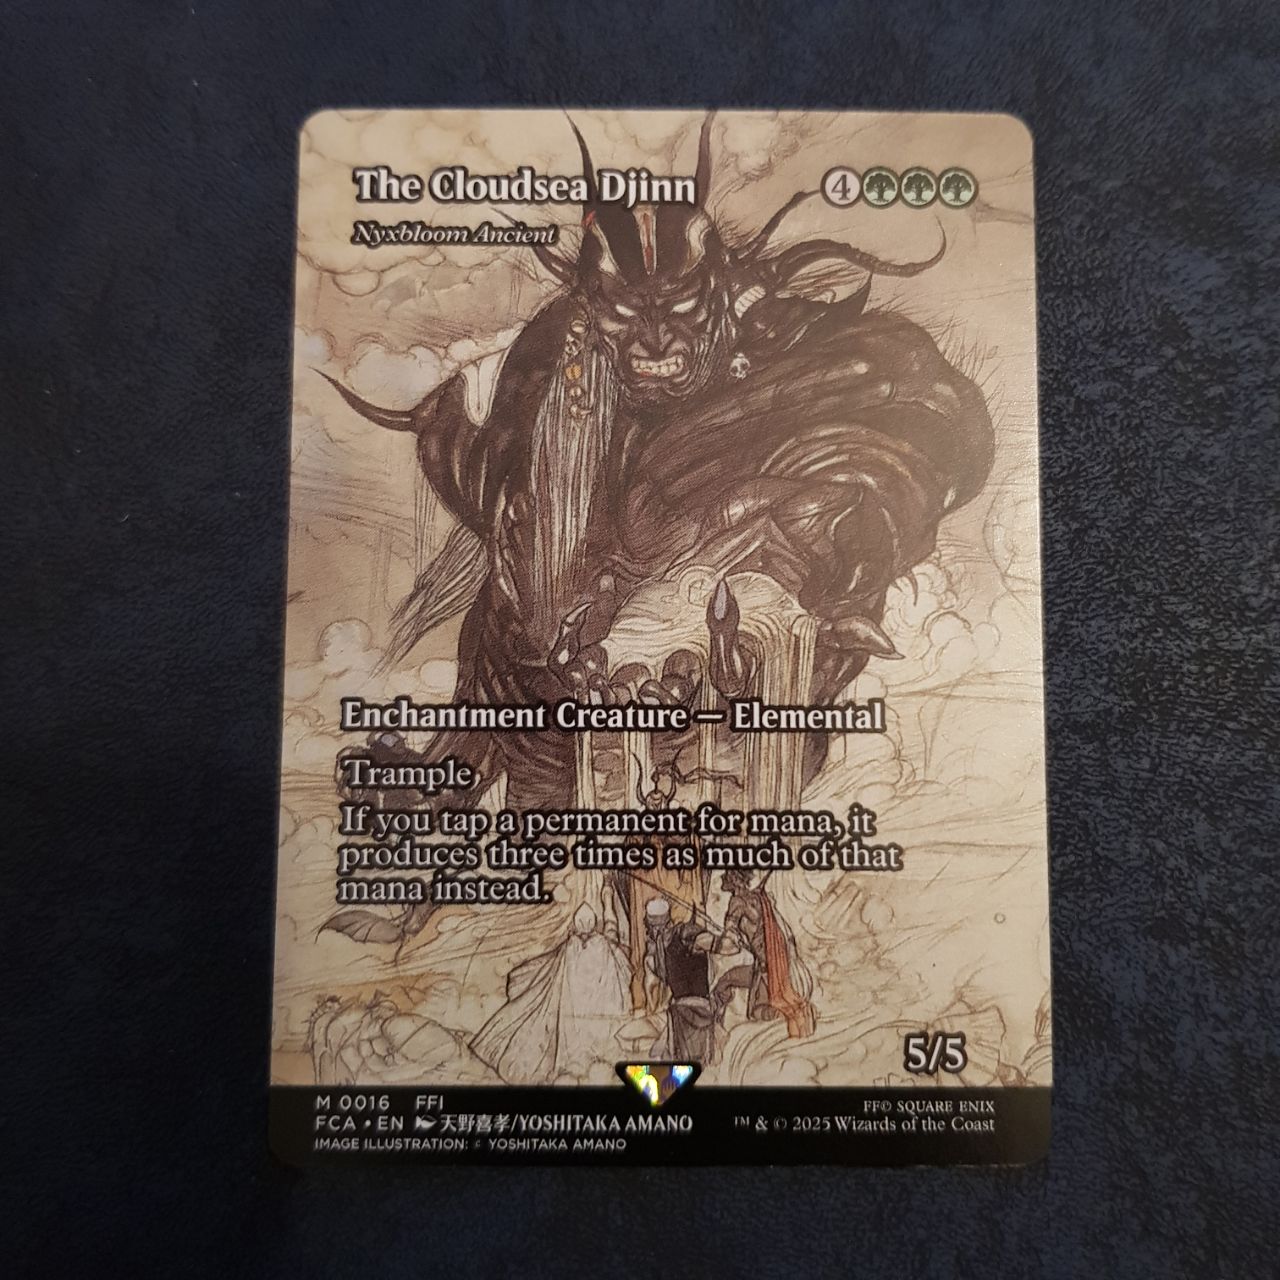 The Cloudsea Djinn 4
Nyxbloom Ancient
Enchantment Creature — Elemental
Trample
If you tap a permanent for mana, it
produces three times as much of that
mana instead.
5/5
M 0016 FFI
FCA • EN 天野喜孝/YOSHITAKA AMANO
IMAGE ILLUSTRATION: © YOSHITAKA AMANO
FF© SQUARE ENIX
™ & © 2025 Wizards of the Coast